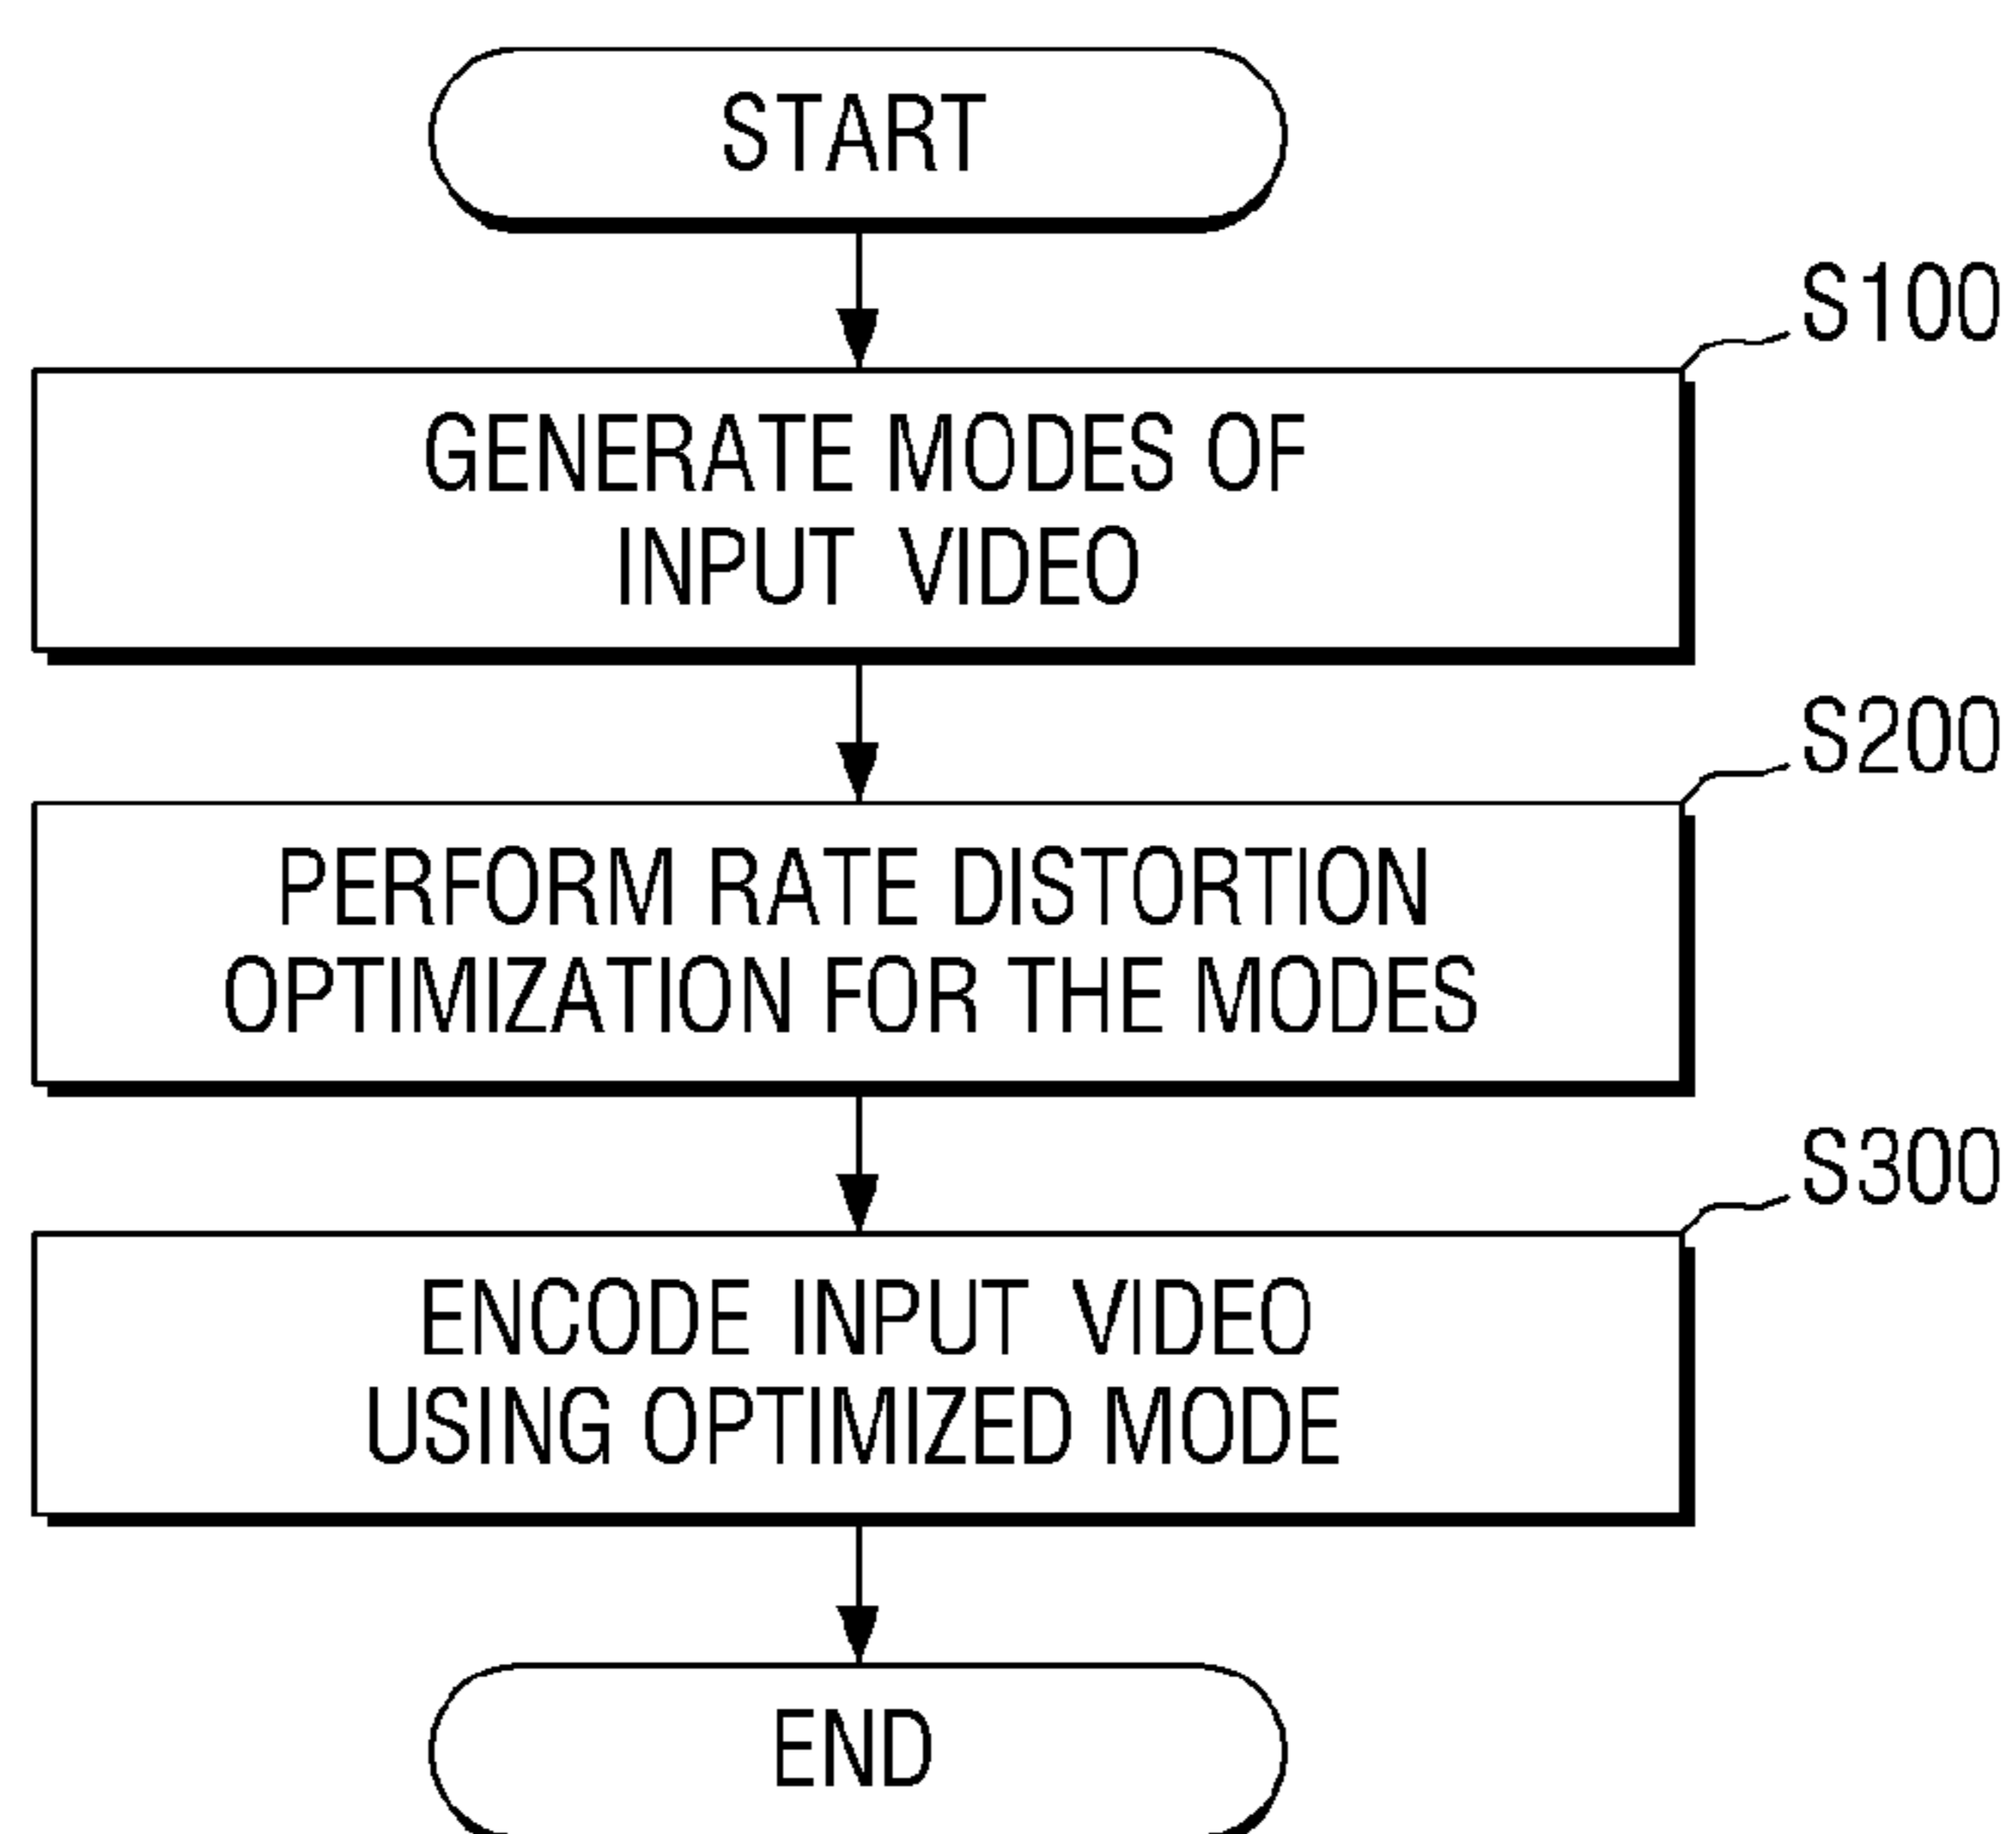 START
S100
GENERATE MODES OF
INPUT VIDEO
S200
PERFORM RATE DISTORTION
OPTIMIZATION FOR THE MODES
S300
ENCODE INPUT VIDEO
USING OPTIMIZED MODE
END